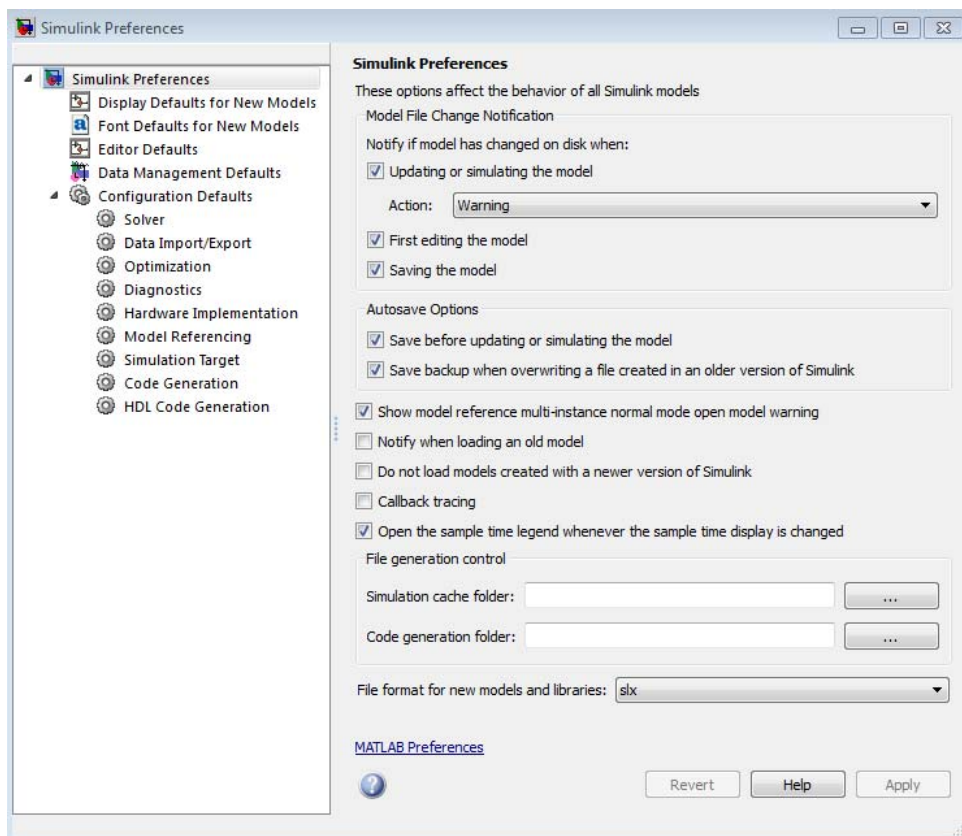 Simulink Preferences
Simulink Preferences
Display Defaults for New Models
Font Defaults for New Models
Editor Defaults
Data Management Defaults
Configuration Defaults
Solver
Data Import/Export
Optimization
Diagnostics
Hardware Implementation
Model Referencing
Simulation Target
Code Generation
HDL Code Generation
Simulink Preferences
These options affect the behavior of all Simulink models
Model File Change Notification
Notify if model has changed on disk when:
Updating or simulating the model
Action: Warning
First editing the model
Saving the model
Autosave Options
Save before updating or simulating the model
Save backup when overwriting a file created in an older version of Simulink
Show model reference multi-instance normal mode open model warning
Notify when loading an old model
Do not load models created with a newer version of Simulink
Callback tracing
Open the sample time legend whenever the sample time display is changed
File generation control
Simulation cache folder: ...
Code generation folder: ...
File format for new models and libraries: slx
MATLAB Preferences
Revert Help Apply